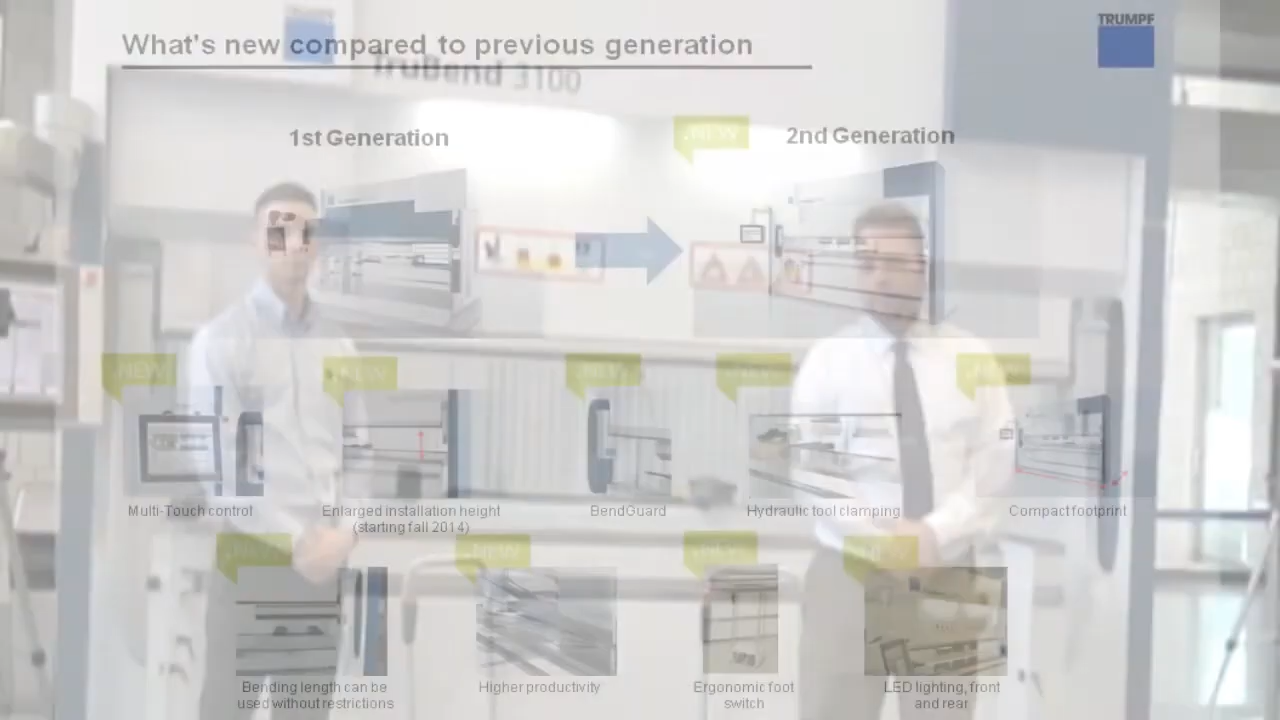 TRUMPF
What's new compared to previous generation
TruBend 3100
1st Generation
NEW
2nd Generation
NEW
NEW
NEW
NEW
NEW
Multi-Touch control
Enlarged installation height
(starting fall 2014)
BendGuard
Hydraulic tool clamping
Compact footprint
NEW
NEW
NEW
NEW
Bending length can be
used without restrictions
Higher productivity
Ergonomic foot
switch
LED lighting, front
and rear